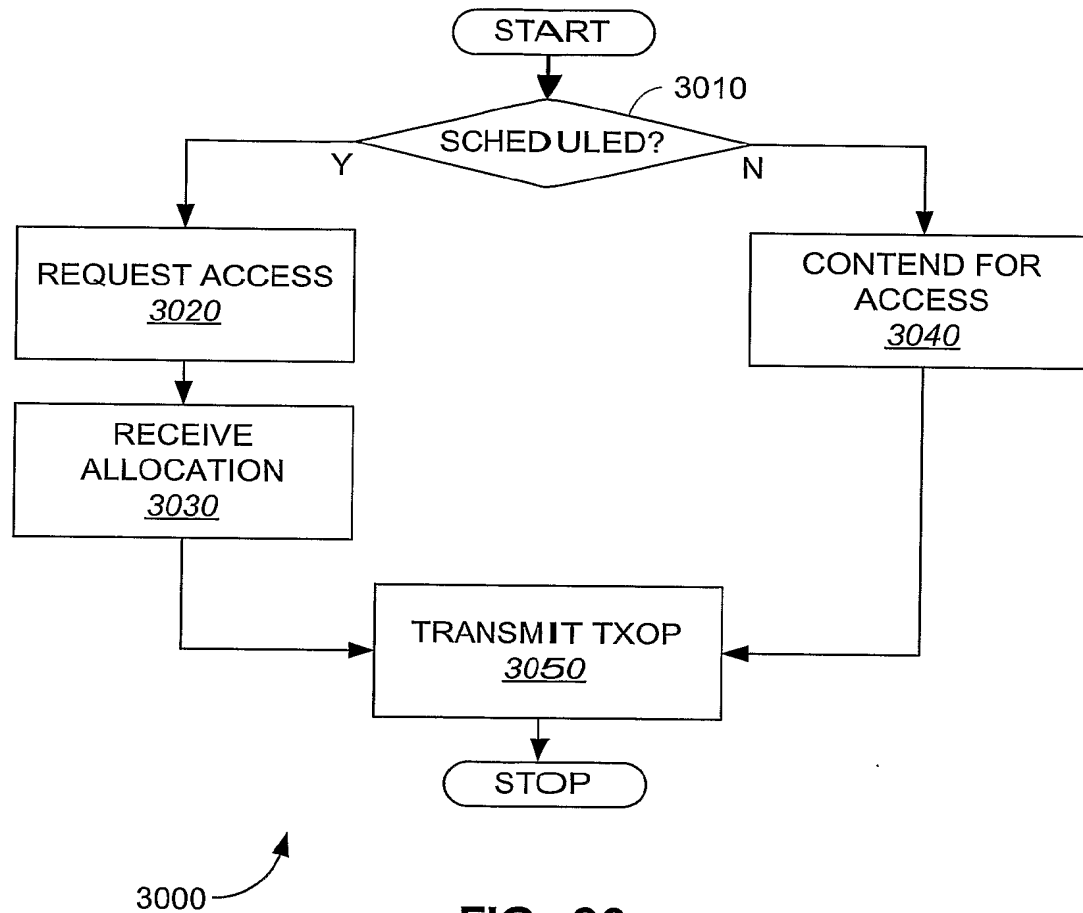 START
3010
SCHEDULED?
Y
N
REQUEST ACCESS
3020
CONTEND FOR
ACCESS
3040
RECEIVE
ALLOCATION
3030
TRANSMIT TXOP
3050
STOP
3000